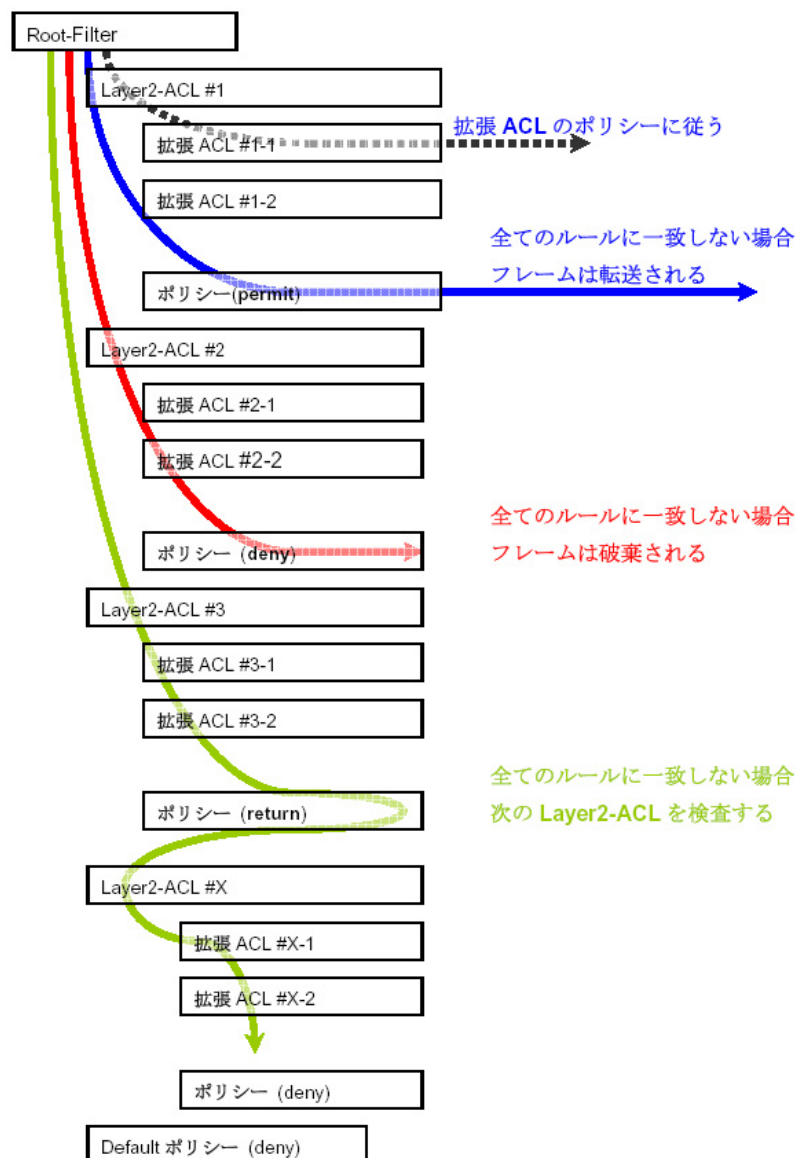 Root-Filter
Layer2-ACL #1
拡張 ACL #1-1
拡張 ACL のポリシーに従う
拡張 ACL #1-2
全てのルールに一致しない場合
フレームは転送される
ポリシー(permit)
Layer2-ACL #2
拡張 ACL #2-1
拡張 ACL #2-2
全てのルールに一致しない場合
フレームは破棄される
ポリシー (deny)
Layer2-ACL #3
拡張 ACL #3-1
拡張 ACL #3-2
全てのルールに一致しない場合
次の Layer2-ACL を検査する
ポリシー (return)
Layer2-ACL #X
拡張 ACL #X-1
拡張 ACL #X-2
ポリシー (deny)
Default ポリシー (deny)